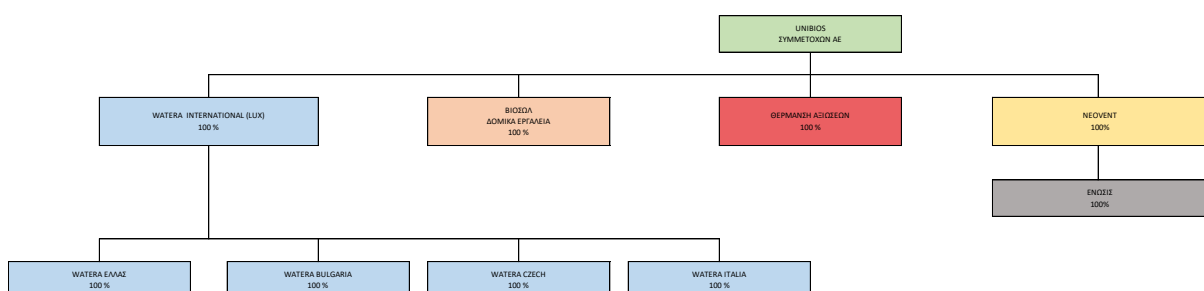 UNIBIOS
ΣΥΜΜΕΤΟΧΩΝ ΑΕ
WATERA INTERNATIONAL (LUX)
100 %
ΒΙΟΣΩΛ
ΔΟΜΙΚΑ ΕΡΓΑΛΕΙΑ
100 %
ΘΕΡΜΑΝΣΗ ΑΞΙΩΣΕΩΝ
100 %
NEOVENT
100%
ΕΝΩΣΙΣ
100%
WATERA ΕΛΛΑΣ
100 %
WATERA BULGARIA
100 %
WATERA CZECH
100 %
WATERA ITALIA
100 %